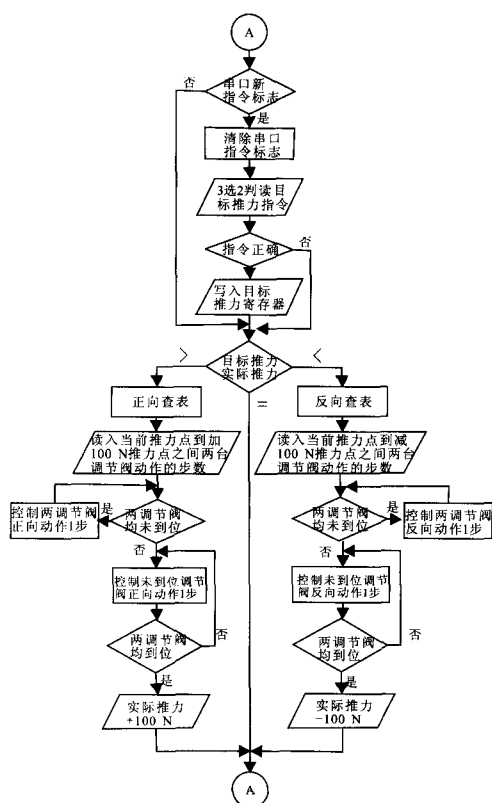 A
串口新
指令标志
否
是
清除串口
指令标志
3选2判读目
标推力指令
指令正确
否
写入目标
推力寄存器
目标推力
实际推力
>
<
=
正向查表
反向查表
读入当前推力点到加
100 N推力点之间两台
调节阀动作的步数
读入当前推力点到减
100 N推力点之间两台
调节阀动作的步数
两调节阀
均未到位
是
控制两调节阀
正向动作1步
两调节阀
均未到位
是
控制两调节阀
反向动作1步
否
否
控制未到位调节
阀正向动作1步
控制未到位调节
阀反向动作1步
两调节阀
均到位
否
两调节阀
均到位
否
是
是
实际推力
+100 N
实际推力
−100 N
A